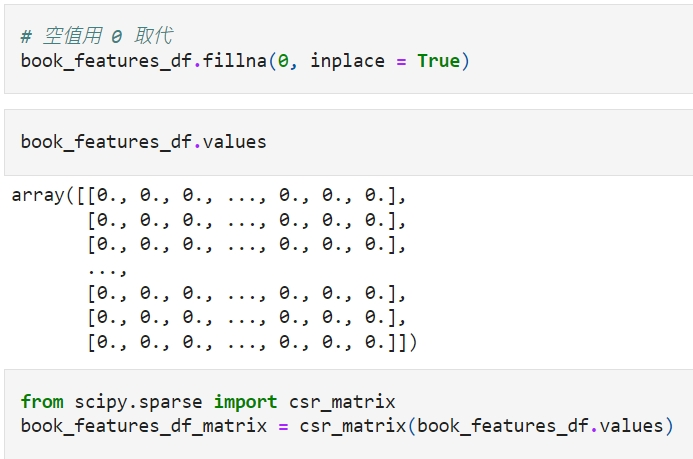 # 空值用 0 取代
book_features_df.fillna(0, inplace = True)
book_features_df.values
array([[0., 0., 0., ..., 0., 0., 0.],
       [0., 0., 0., ..., 0., 0., 0.],
       [0., 0., 0., ..., 0., 0., 0.],
       ...,
       [0., 0., 0., ..., 0., 0., 0.],
       [0., 0., 0., ..., 0., 0., 0.],
       [0., 0., 0., ..., 0., 0., 0.]])
from scipy.sparse import csr_matrix
book_features_df_matrix = csr_matrix(book_features_df.values)